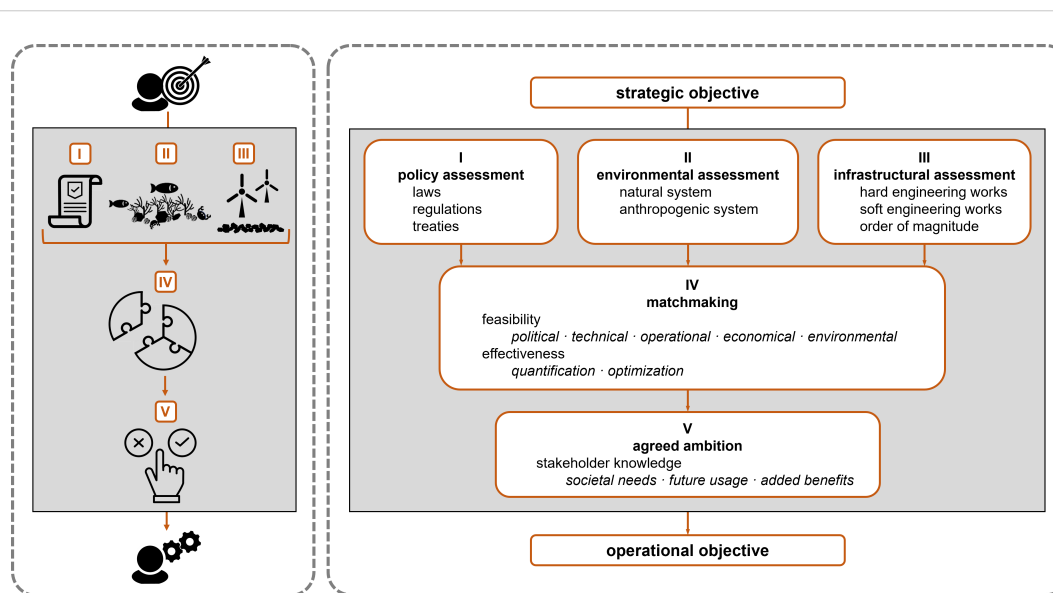 I
II
III
IV
V
strategic objective
I
policy assessment
laws
regulations
treaties
II
environmental assessment
natural system
anthropogenic system
III
infrastructural assessment
hard engineering works
soft engineering works
order of magnitude
IV
matchmaking
feasibility
political · technical · operational · economical · environmental
effectiveness
quantification · optimization
V
agreed ambition
stakeholder knowledge
societal needs · future usage · added benefits
operational objective